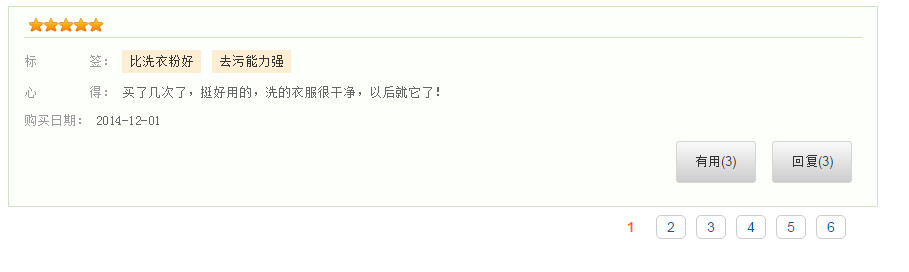 标签： 比洗衣粉好 去污能力强
心得： 买了几次了，挺好用的，洗的衣服很干净，以后就它了！
购买日期： 2014-12-01
有用(3) 回复(3)
1 2 3 4 5 6